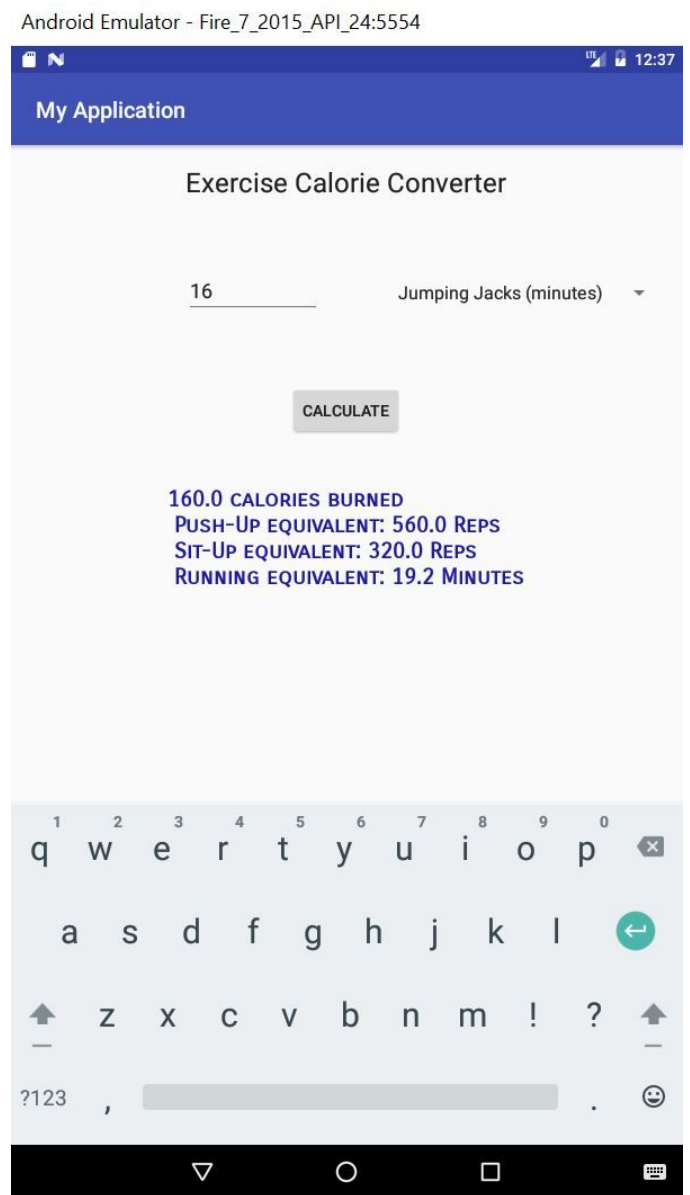 Android Emulator - Fire_7_2015_API_24:5554
LTE 12:37
My Application
Exercise Calorie Converter
16 Jumping Jacks (minutes)
CALCULATE
160.0 calories burned
Push-Up equivalent: 560.0 Reps
Sit-Up equivalent: 320.0 Reps
Running equivalent: 19.2 Minutes
1 2 3 4 5 6 7 8 9 0
q w e r t y u i o p
a s d f g h j k l
z x c v b n m ! ?
?123 , .